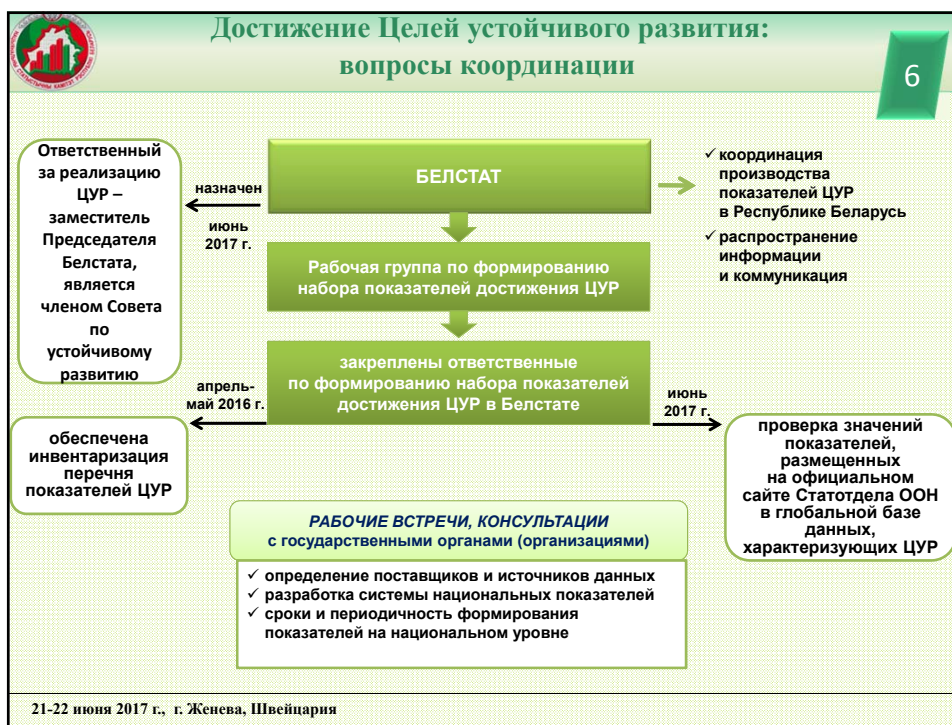 Достижение Целей устойчивого развития:
вопросы координации
6
Ответственный
за реализацию
ЦУР –
заместитель
Председателя
Белстата,
является
членом Совета
по
устойчивому
развитию
назначен
июнь
2017 г.
БЕЛСТАТ
✓ координация
производства
показателей ЦУР
в Республике Беларусь
✓ распространение
информации
и коммуникация
Рабочая группа по формированию
набора показателей достижения ЦУР
закреплены ответственные
по формированию набора показателей
достижения ЦУР в Белстате
апрель-
май 2016 г.
обеспечена
инвентаризация
перечня
показателей ЦУР
июнь
2017 г.
проверка значений
показателей,
размещенных
на официальном
сайте Статотдела ООН
в глобальной базе
данных,
характеризующих ЦУР
РАБОЧИЕ ВСТРЕЧИ, КОНСУЛЬТАЦИИ
с государственными органами (организациями)
✓ определение поставщиков и источников данных
✓ разработка системы национальных показателей
✓ сроки и периодичность формирования
показателей на национальном уровне
21-22 июня 2017 г., г. Женева, Швейцария